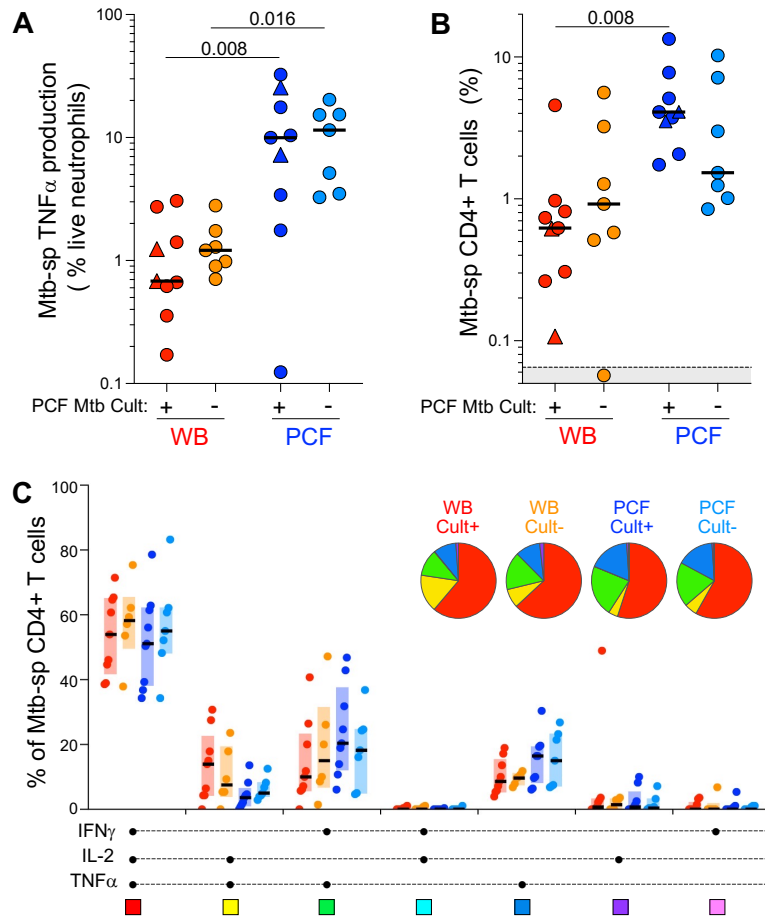 A
0.016
0.008
Mtb-sp TNFα production
( % live neutrophils)
100
10
1
0.1
PCF Mtb Cult: + - + -
WB PCF
B
0.008
Mtb-sp CD4+ T cells (%)
10
1
0.1
PCF Mtb Cult: + - + -
WB PCF
C
% of Mtb-sp CD4+ T cells
100
80
60
40
20
0
WB WB PCF PCF
Cult+ Cult- Cult+ Cult-
IFNγ
IL-2
TNFα